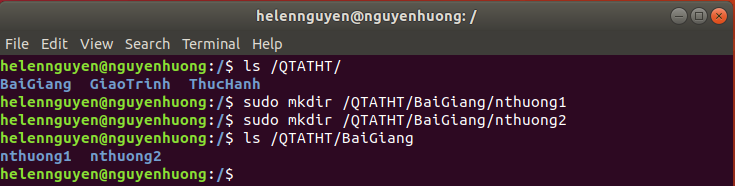 helennguyen@nguyenhuong: /
File Edit View Search Terminal Help
helennguyen@nguyenhuong:/$ ls /QTATHT/
BaiGiang GiaoTrinh ThucHanh
helennguyen@nguyenhuong:/$ sudo mkdir /QTATHT/BaiGiang/nthuong1
helennguyen@nguyenhuong:/$ sudo mkdir /QTATHT/BaiGiang/nthuong2
helennguyen@nguyenhuong:/$ ls /QTATHT/BaiGiang
nthuong1 nthuong2
helennguyen@nguyenhuong:/$